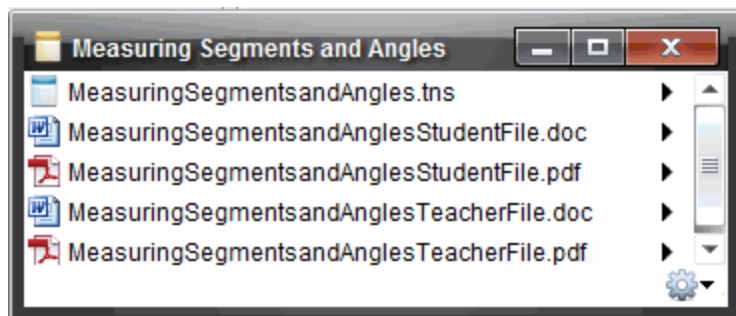 Measuring Segments and Angles
MeasuringSegmentsandAngles.tns
MeasuringSegmentsandAnglesStudentFile.doc
MeasuringSegmentsandAnglesStudentFile.pdf
MeasuringSegmentsandAnglesTeacherFile.doc
MeasuringSegmentsandAnglesTeacherFile.pdf